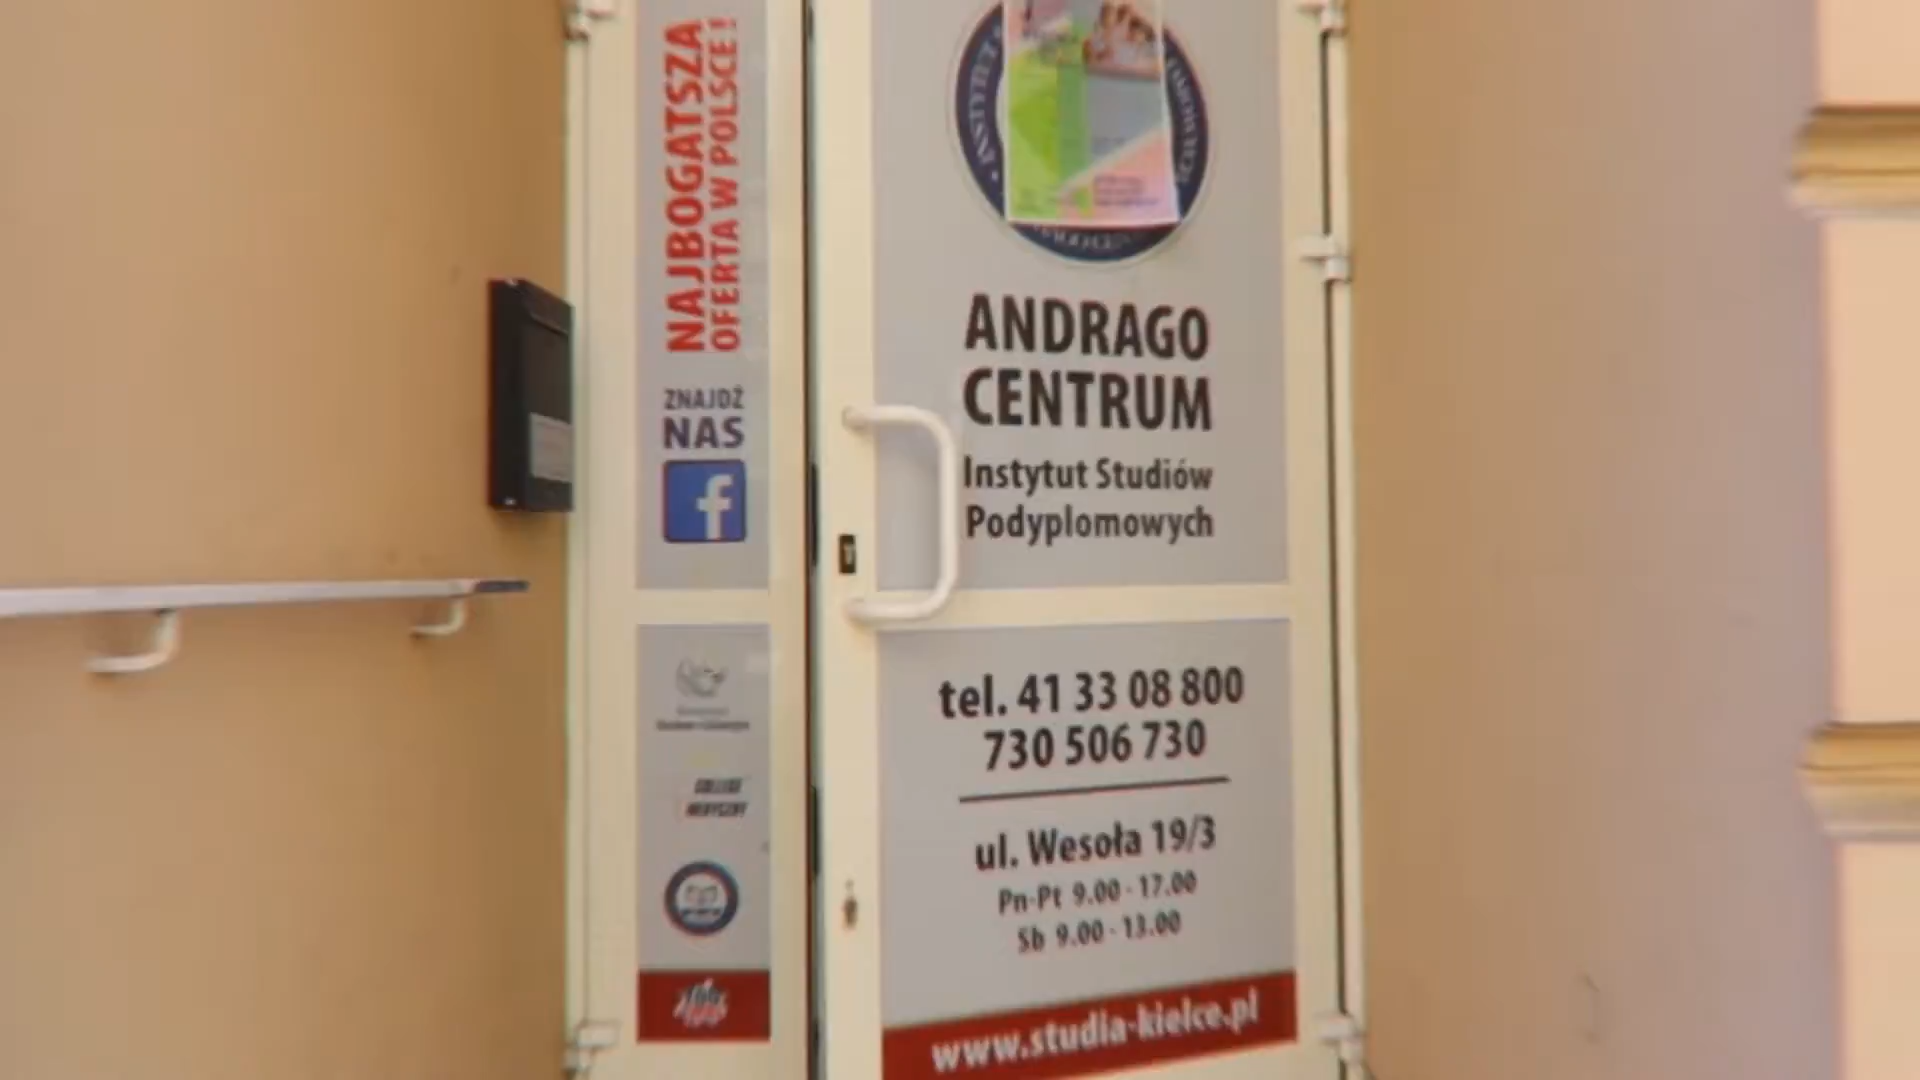 NAJBOGATSZA
OFERTA W POLSCE!
ZNAJDŹ
NAS
f
INSTYTUT
ANDRAGO
CENTRUM
Instytut Studiów
Podyplomowych
tel. 41 33 08 800
730 506 730
ul. Wesoła 19/3
Pn-Pt 9.00 - 17.00
Sb 9.00 - 13.00
www.studia-kielce.pl